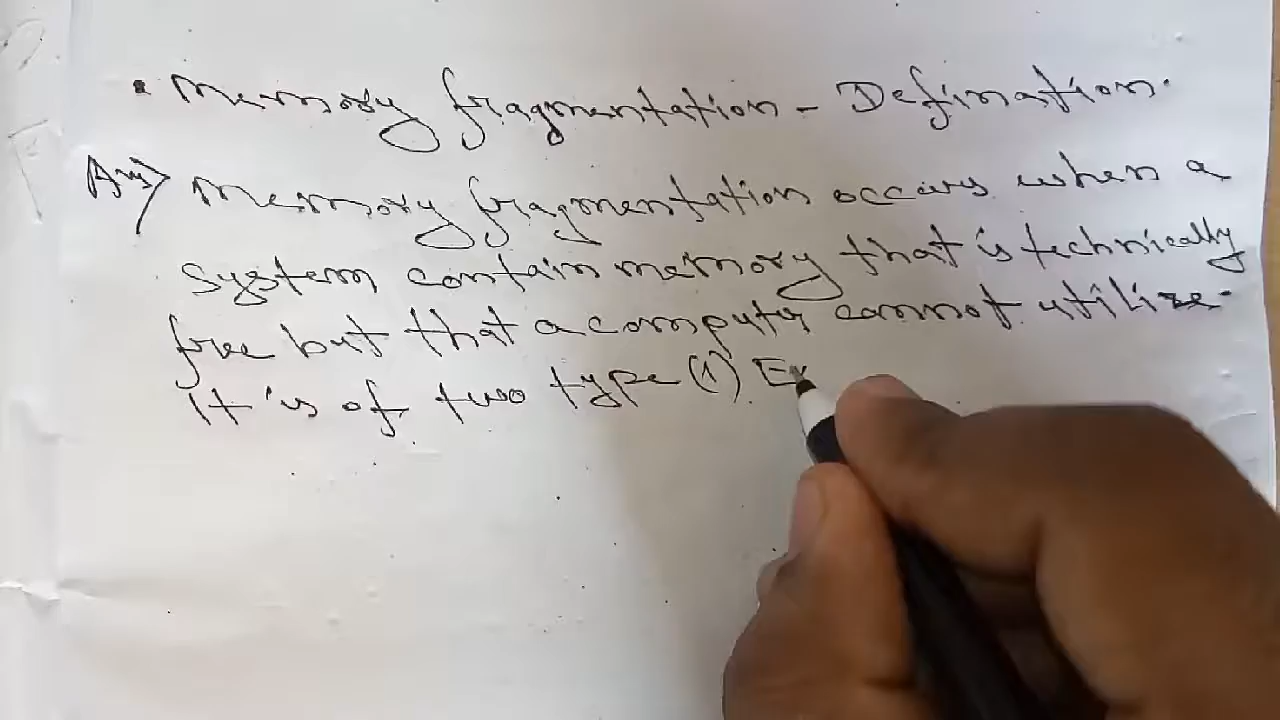 • Memory fragmentation - Defination.
Ans) Memory fragmentation occurs when a
system contain memory that is technically
free but that a computer cannot utilize.
It is of two type (1) Ex